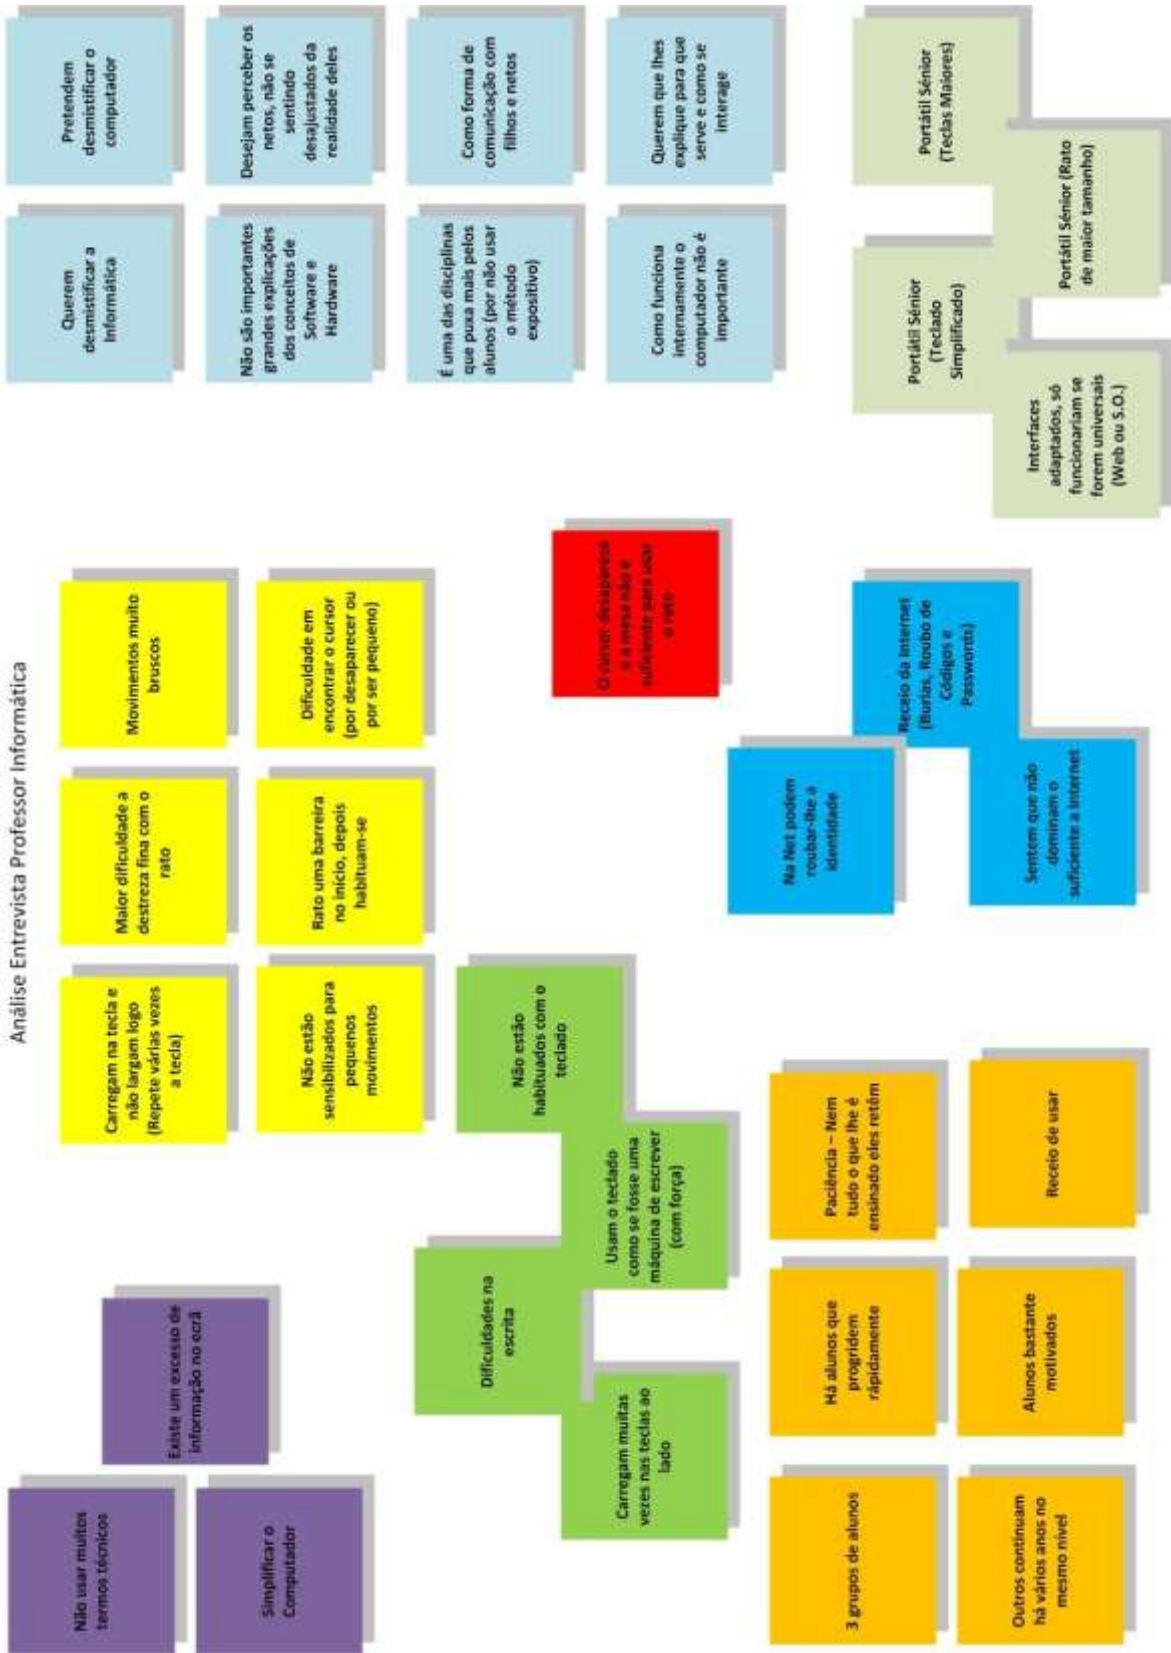 Análise Entrevista Professor Informática
Não usar muitos
termos técnicos
Existe um excesso de
informação no ecrã
Simplificar o
Computador
Dificuldades na
escrita
Não estão
habituados com o
teclado
Carregam muitas
vezes nas teclas ao
lado
Usam o teclado
como se fosse uma
máquina de escrever
(com força)
3 grupos de alunos
Há alunos que
progridem
rápidamente
Paciência – Nem
tudo o que lhe é
ensinado eles retém
Outros continuam
há vários anos no
mesmo nível
Alunos bastante
motivados
Receio de usar
Carregam na tecla e
não largam logo
(Repete várias vezes
a tecla)
Maior dificuldade a
destreza fina com o
rato
Movimentos muito
bruscos
Não estão
sensibilizados para
pequenos
movimentos
Rato uma barreira
no início, depois
habituam-se
Dificuldade em
encontrar o cursor
(por desaparecer ou
por ser pequeno)
O cursor desaparese
e a mesa não é
suficiente para usar
o rato
Na Net podem
roubar-lhe a
identidade
Receio da Internet
(Burlas, Roubo de
Códigos e
Passwords)
Sentem que não
dominam o
suficiente a Internet
Querem
desmistificar a
Informática
Pretendem
desmistificar o
computador
Não são importantes
grandes explicações
dos conceitos de
Software e
Hardware
Desejam perceber os
netos, não se
sentindo
desajustados da
realidade deles
É uma das disciplinas
que puxa mais pelos
alunos (por não usar
o método
expositivo)
Como forma de
comunicação com
filhos e netos
Como funciona
internamente o
computador não é
importante
Querem que lhes
explique para que
serve e como se
interage
Portátil Sénior
(Teclado
Simplificado)
Portátil Sénior
(Teclas Maiores)
Interfaces
adaptados, só
funcionariam se
forem universais
(Web ou S.O.)
Portátil Sénior (Rato
de maior tamanho)